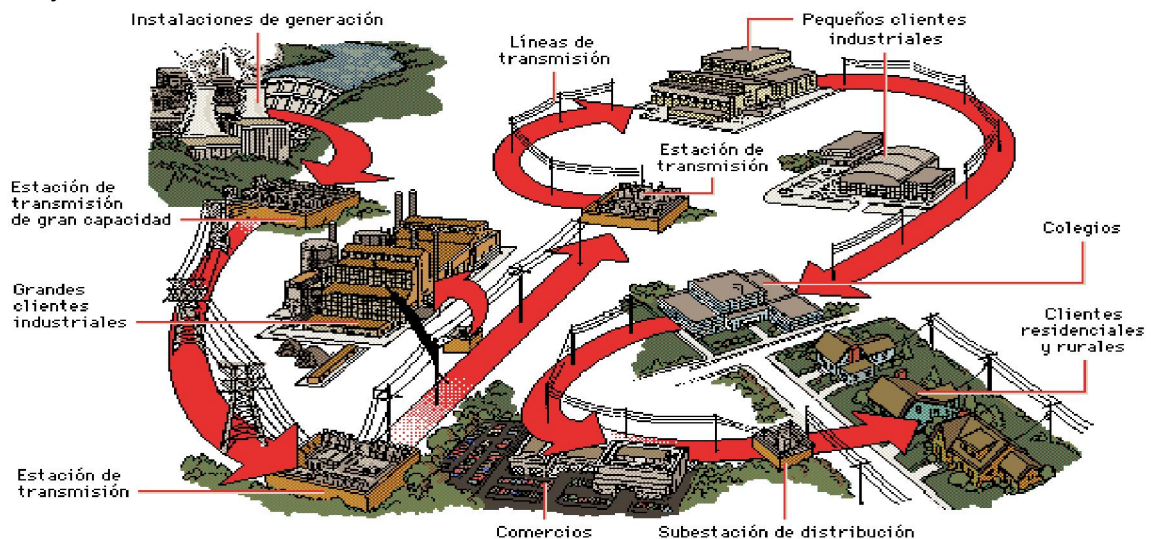 Instalaciones de generación
Líneas de
transmisión
Pequeños clientes
industriales
Estación de
transmisión
Estación de
transmisión
de gran capacidad
Colegios
Grandes
clientes
industriales
Clientes
residenciales
y rurales
Estación de
transmisión
Comercios
Subestación de distribución